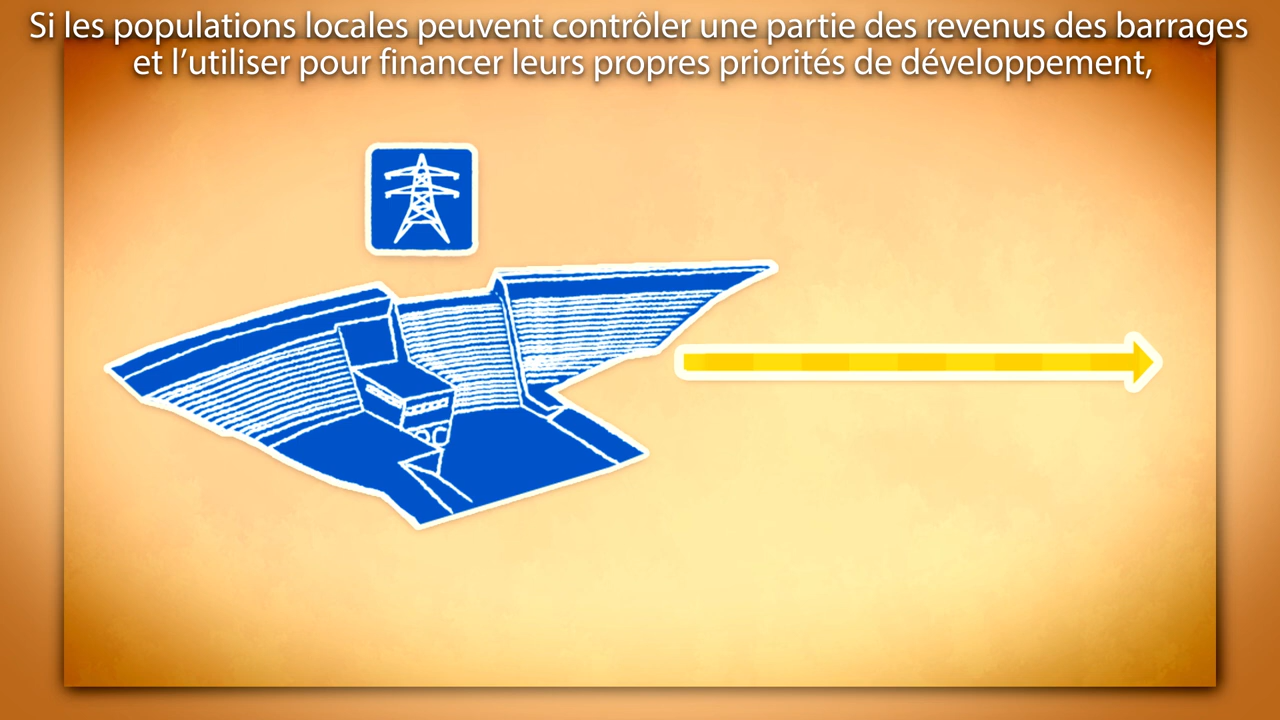 Si les populations locales peuvent contrôler une partie des revenus des barrages
et l’utiliser pour financer leurs propres priorités de développement,